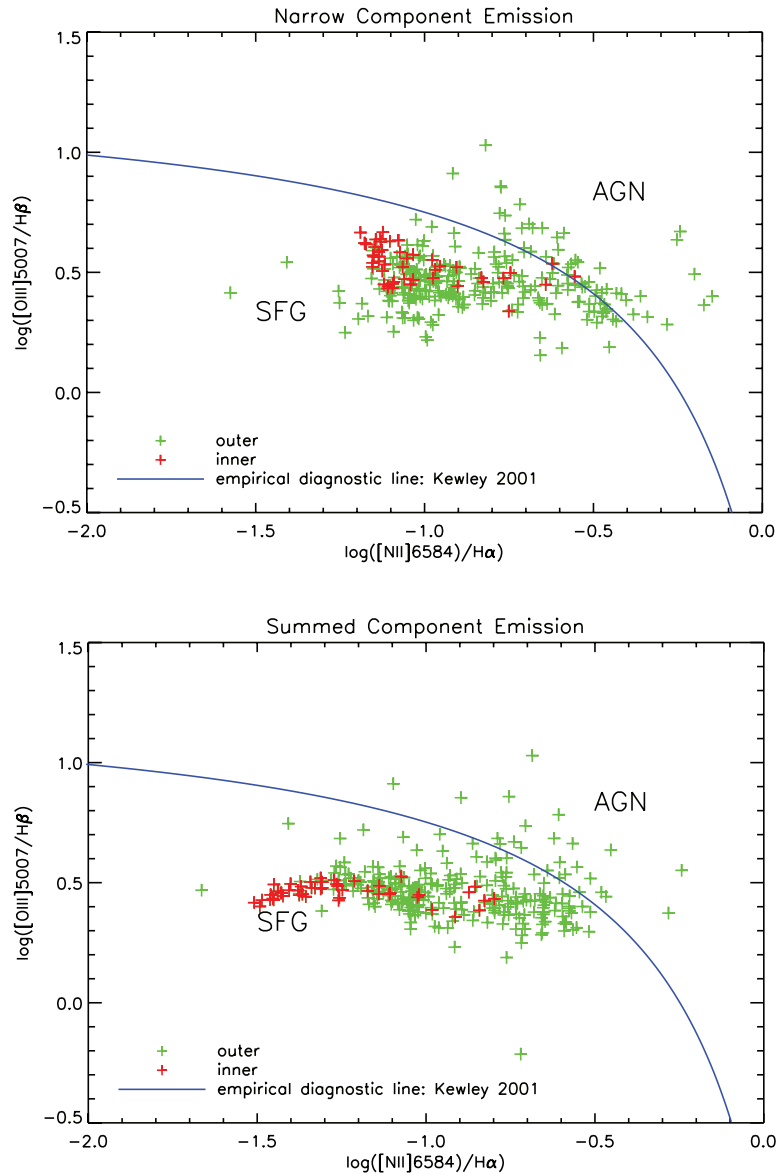 Narrow Component Emission
1.5
1.0
0.5
0.0
−0.5
log([OIII]5007/Hβ)
AGN
SFG
outer
inner
empirical diagnostic line: Kewley 2001
−2.0 −1.5 −1.0 −0.5 0.0
log([NII]6584)/Hα)
Summed Component Emission
1.5
1.0
0.5
0.0
−0.5
log([OIII]5007/Hβ)
AGN
SFG
outer
inner
empirical diagnostic line: Kewley 2001
−2.0 −1.5 −1.0 −0.5 0.0
log([NII]6584)/Hα)